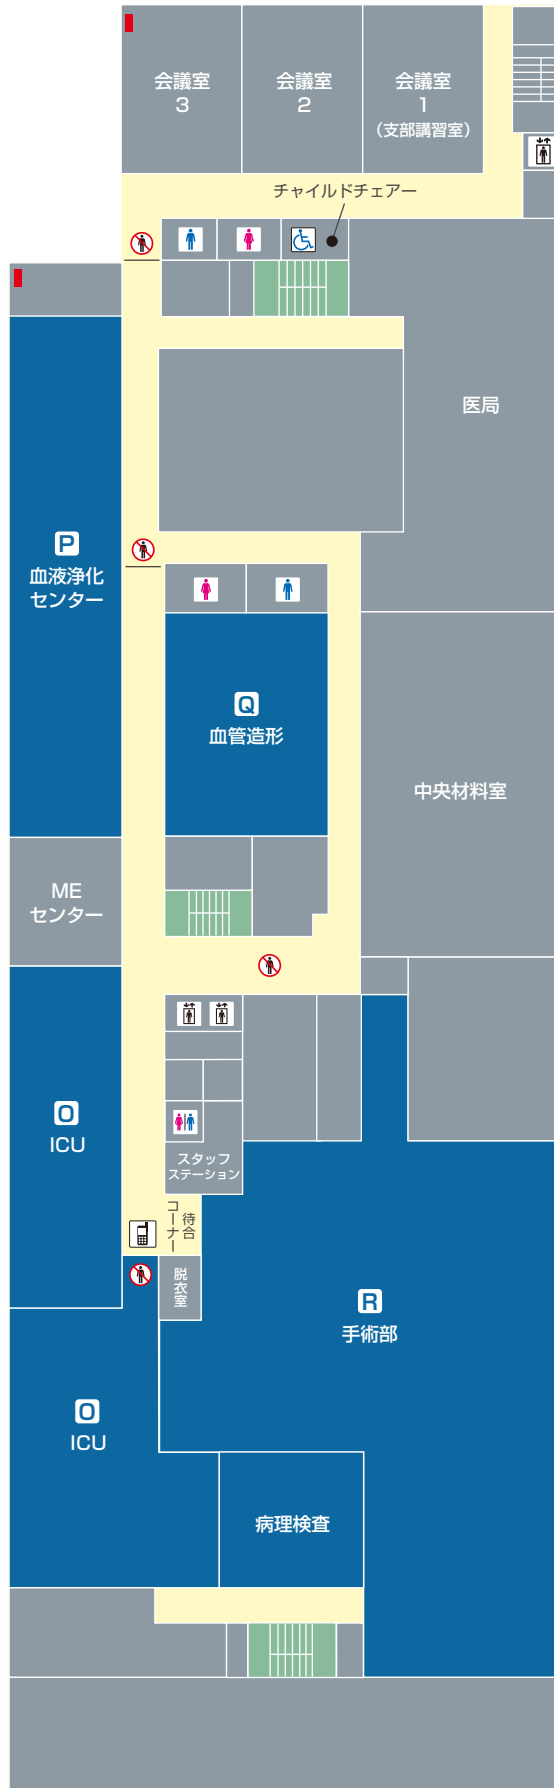 会議室
3
会議室
2
会議室
1
（支部講習室）
チャイルドチェアー
医局
P
血液浄化
センター
Q
血管造形
中央材料室
ME
センター
O
ICU
スタッフ
ステーション
待合
コーナー
脱衣室
R
手術部
O
ICU
病理検査